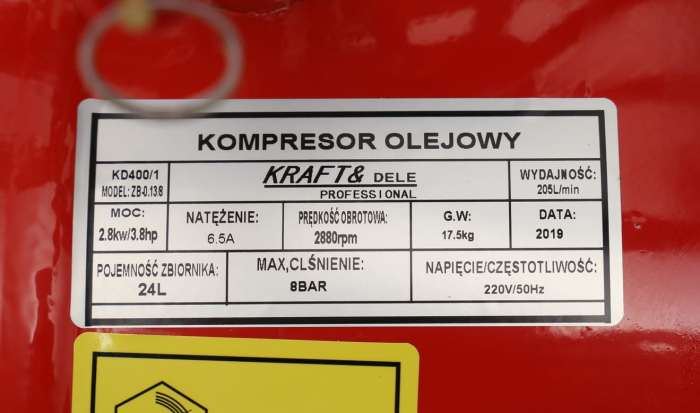 KOMPRESOR OLEJOWY
KD400/1
MODEL: ZB-0.13/8
KRAFT& DELE
PROFESSIONAL
WYDAJNOŚĆ:
205L/min
MOC:
2.8kw/3.8hp
NATĘŻENIE:
6.5A
PRĘDKOŚĆ OBROTOWA:
2880rpm
G.W:
17.5kg
DATA:
2019
POJEMNOŚĆ ZBIORNIKA:
24L
MAX,CLŚNIENIE:
8BAR
NAPIĘCIE/CZĘSTOTLIWOŚĆ:
220V/50Hz